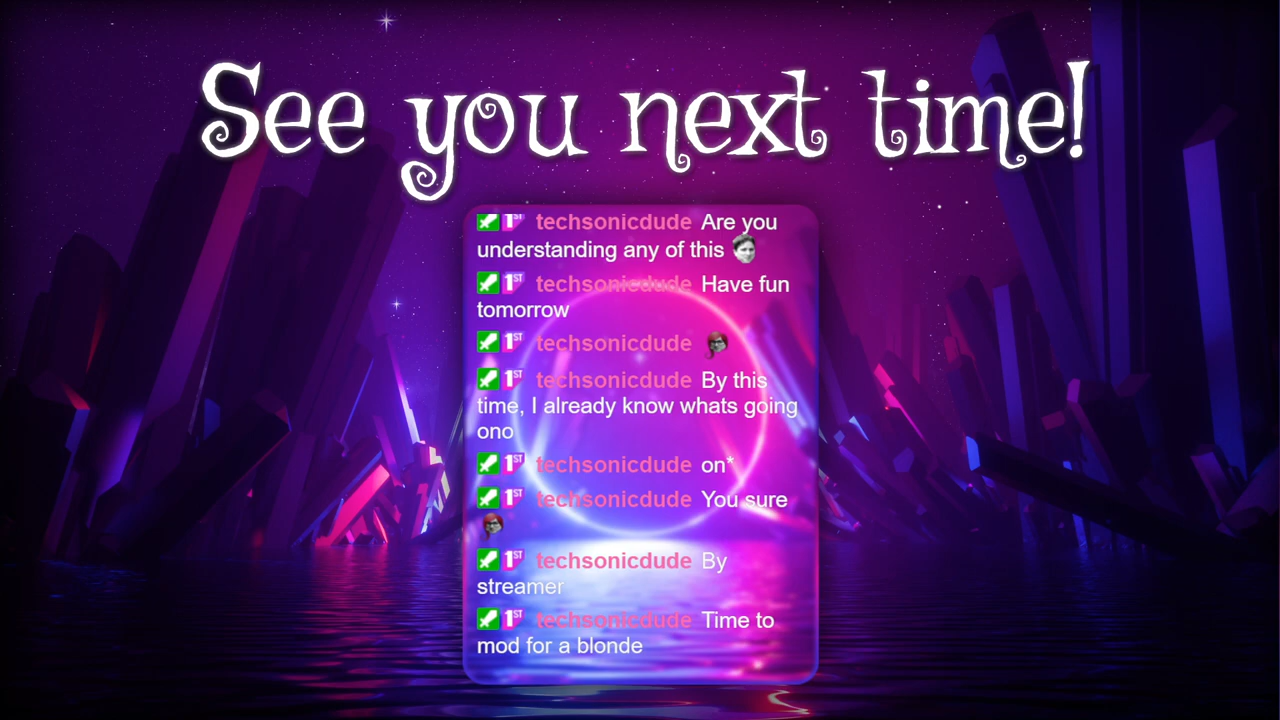 See you next time!
1ST techsonicdude Are you
understanding any of this
1ST techsonicdude Have fun
tomorrow
1ST techsonicdude
1ST techsonicdude By this
time, I already know whats going
ono
1ST techsonicdude on*
1ST techsonicdude You sure
1ST techsonicdude By
streamer
1ST techsonicdude Time to
mod for a blonde